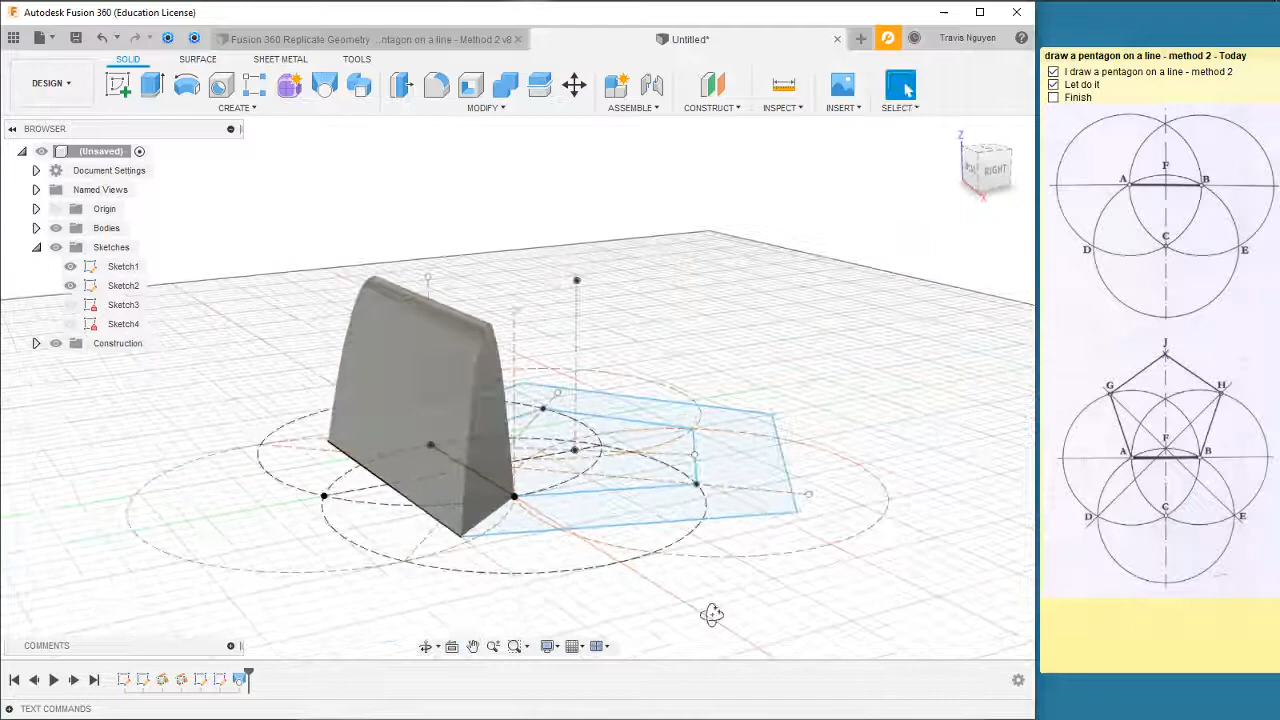 Autodesk Fusion 360 (Education License)
Fusion 360 Replicate Geometry ...ntagon on a line - Method 2 v8
Untitled*
Travis Nguyen
SOLID
SURFACE
SHEET METAL
TOOLS
DESIGN
CREATE
MODIFY
ASSEMBLE
CONSTRUCT
INSPECT
INSERT
SELECT
BROWSER
(Unsaved)
Document Settings
Named Views
Origin
Bodies
Sketches
Sketch1
Sketch2
Sketch3
Sketch4
Construction
Z
RIGHT
X
COMMENTS
TEXT COMMANDS
draw a pentagon on a line - method 2 - Today
I draw a pentagon on a line - method 2
Let do it
Finish
F
A
B
C
D
E
J
G
H
F
A
B
C
D
E